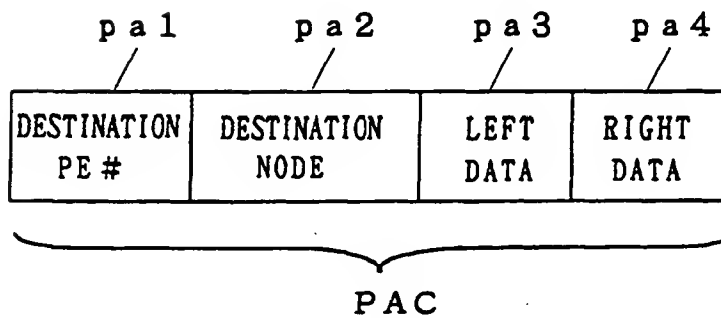 pa1 pa2 pa3 pa4
DESTINATION PE# DESTINATION NODE LEFT DATA RIGHT DATA
PAC